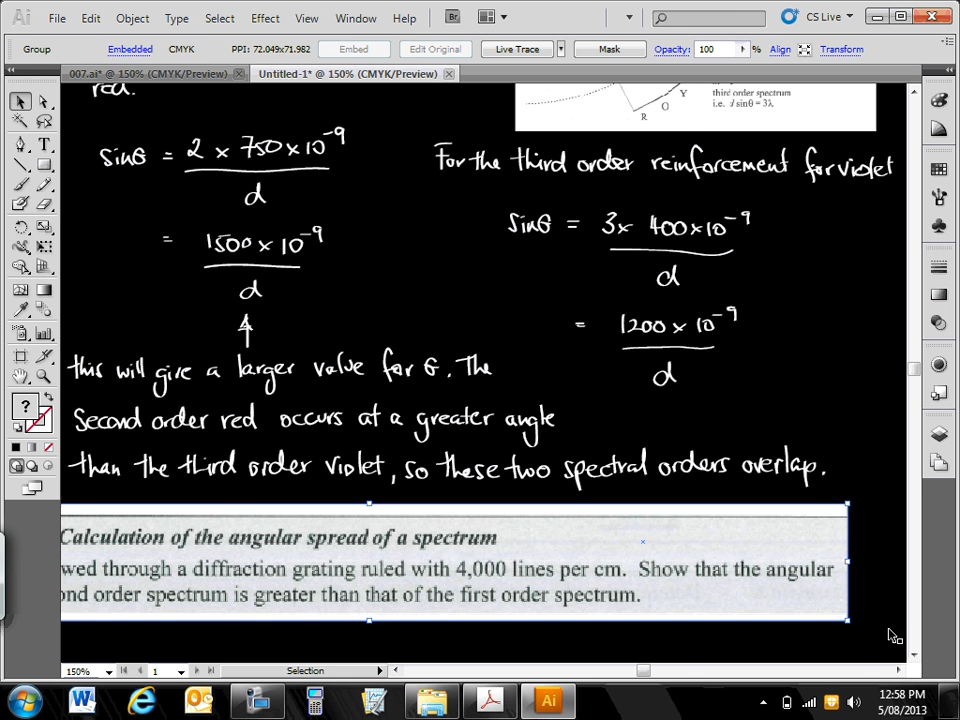 Ai
File Edit Object Type Select Effect View Window Help
Br
CS Live
Group
Embedded
CMYK
PPI: 72.049x71.982
Embed
Edit Original
Live Trace
Mask
Opacity:
100
%
Align
Transform
007.ai* @ 150% (CMYK/Preview)
Untitled-1* @ 150% (CMYK/Preview)
red.
Y
O
R
third order spectrum
i.e. d sinθ = 3λ
sinθ = 2 x 750 x 10⁻⁹
d
= 1500 x 10⁻⁹
d
For the third order reinforcement for violet
sinθ = 3x 400x10⁻⁹
d
= 1200 x 10⁻⁹
d
this will give a larger value for θ. The
Second order red occurs at a greater angle
than the third order violet, so these two spectral orders overlap.
Calculation of the angular spread of a spectrum
wed through a diffraction grating ruled with 4,000 lines per cm. Show that the angular
ond order spectrum is greater than that of the first order spectrum.
150%
1
Selection
12:58 PM
5/08/2013